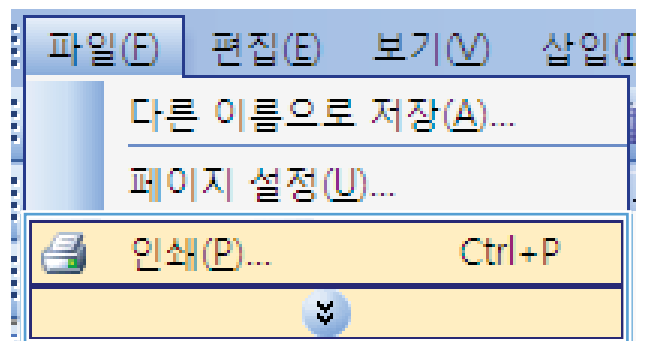 파일(F) 편집(E) 보기(V) 삽입(I
다른 이름으로 저장(A)...
페이지 설정(U)...
인쇄(P)... Ctrl+P